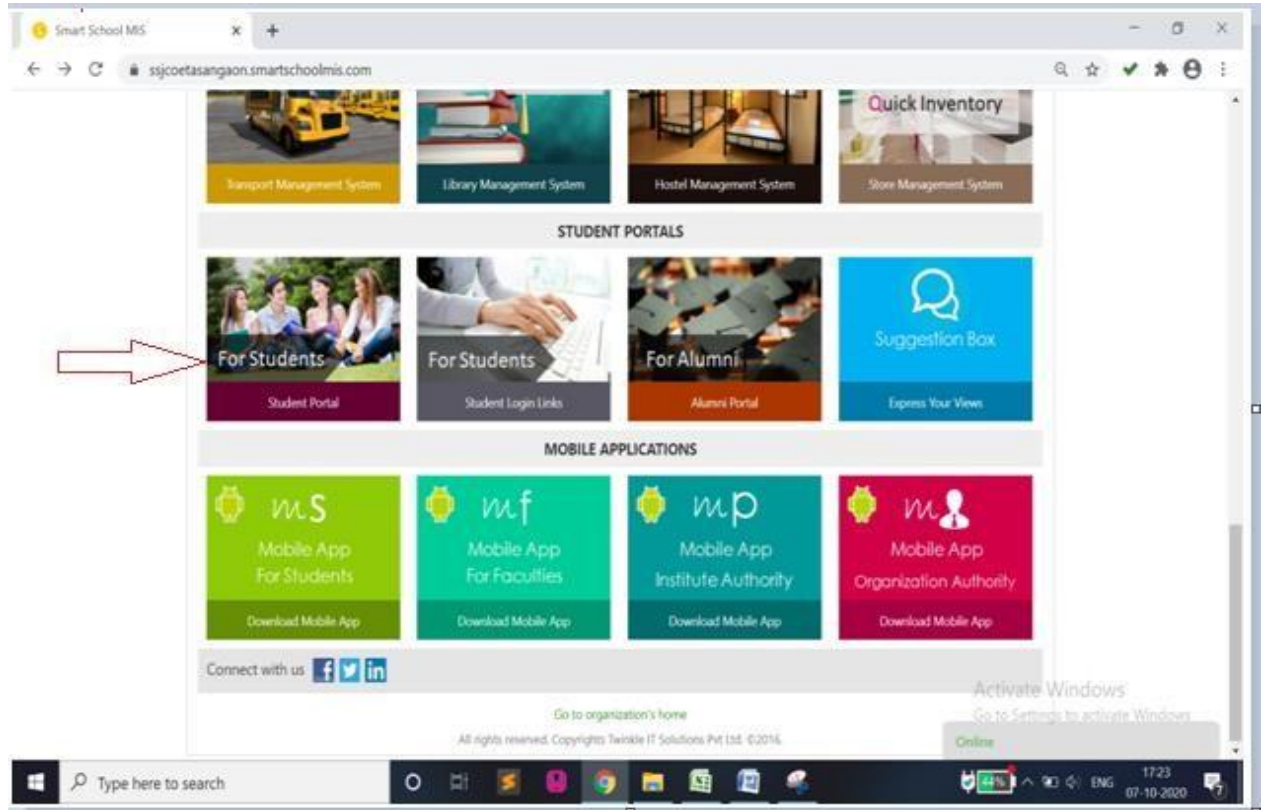 Smart School MIS
ssjcoetasangaon.smartschoolmis.com
Quick Inventory
Transport Management System
Library Management System
Hostel Management System
Store Management System
STUDENT PORTALS
For Students
For Students
For Alumni
Suggestion Box
Student Portal
Student Login Links
Alumni Portal
Express Your Views
MOBILE APPLICATIONS
ms
mf
mp
m
Mobile App
For Students
Mobile App
For Faculties
Mobile App
Institute Authority
Mobile App
Organization Authority
Download Mobile App
Download Mobile App
Download Mobile App
Download Mobile App
Connect with us
Activate Windows
Go to Settings to activate Windows
Go to organization's home
All rights reserved. Copyrights Twinkle IT Solutions Pvt Ltd. ©2016.
Online
Type here to search
44%
ENG
17:23
07-10-2020
7